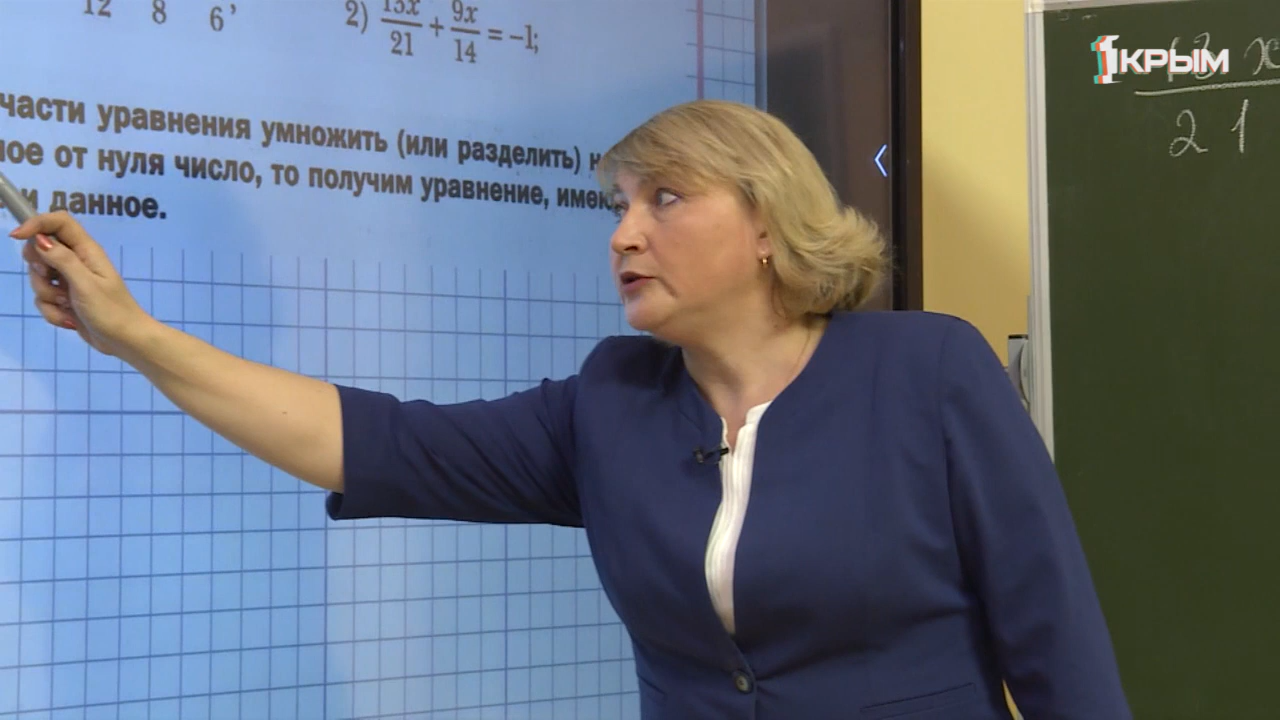 12 8 6,
2) 13x/21 + 9x/14 = -1;
части уравнения умножить (или разделить)
ное от нуля число, то получим уравнение,
и данное.
1КРЫМ
13 x
21